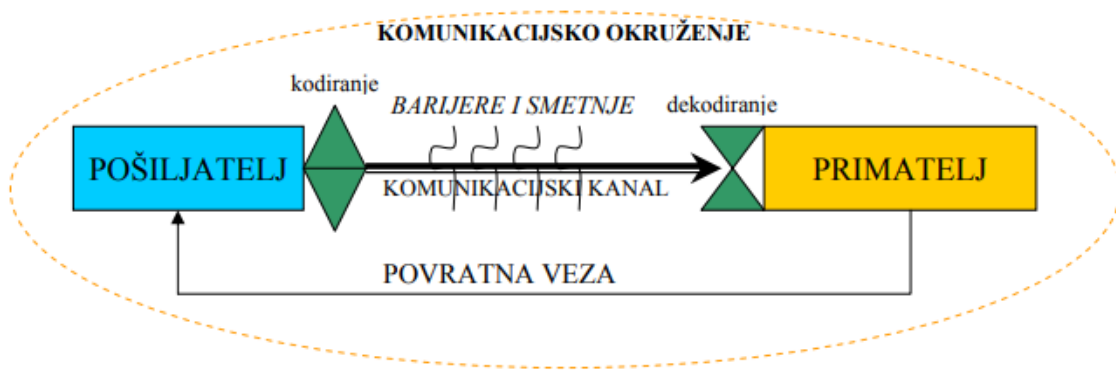 KOMUNIKACIJSKO OKRUŽENJE
kodiranje
BARIJERE I SMETNJE
dekodiranje
POŠILJATELJ
PRIMATELJ
KOMUNIKACIJSKI KANAL
POVRATNA VEZA